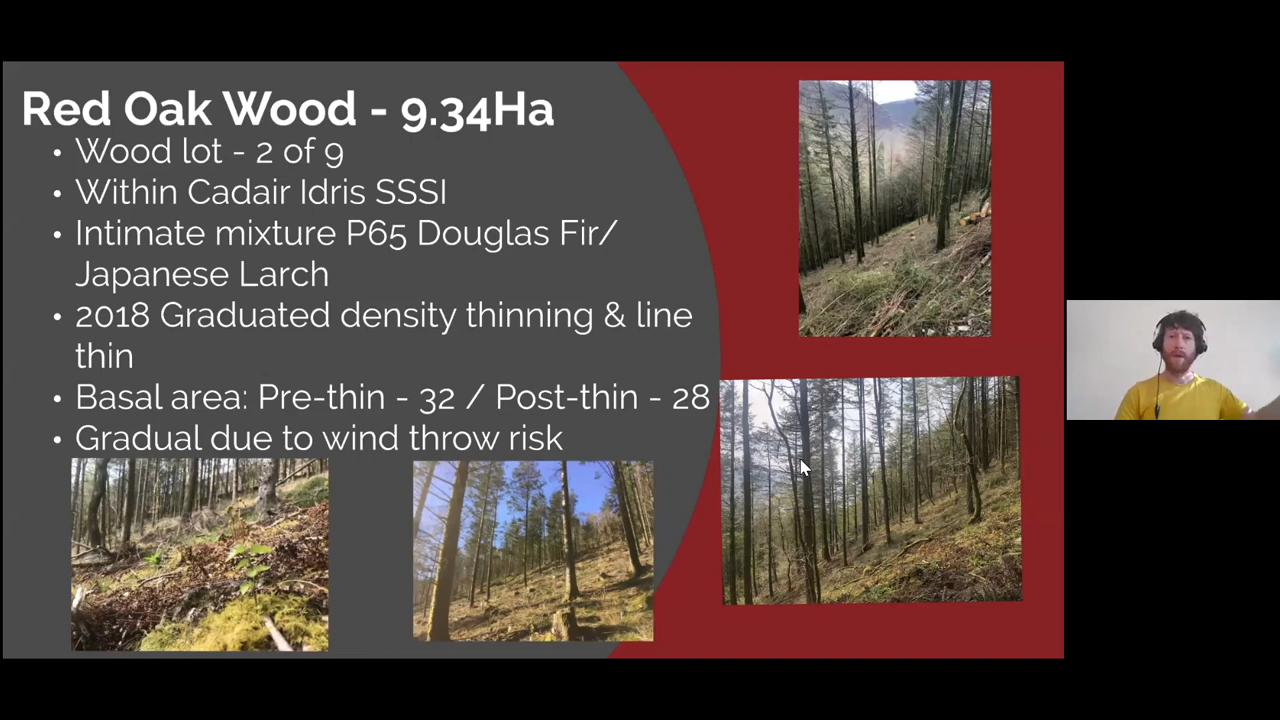 Red Oak Wood - 9.34Ha
• Wood lot - 2 of 9
• Within Cadair Idris SSSI
• Intimate mixture P65 Douglas Fir/
Japanese Larch
• 2018 Graduated density thinning & line
thin
• Basal area: Pre-thin - 32 / Post-thin - 28
• Gradual due to wind throw risk